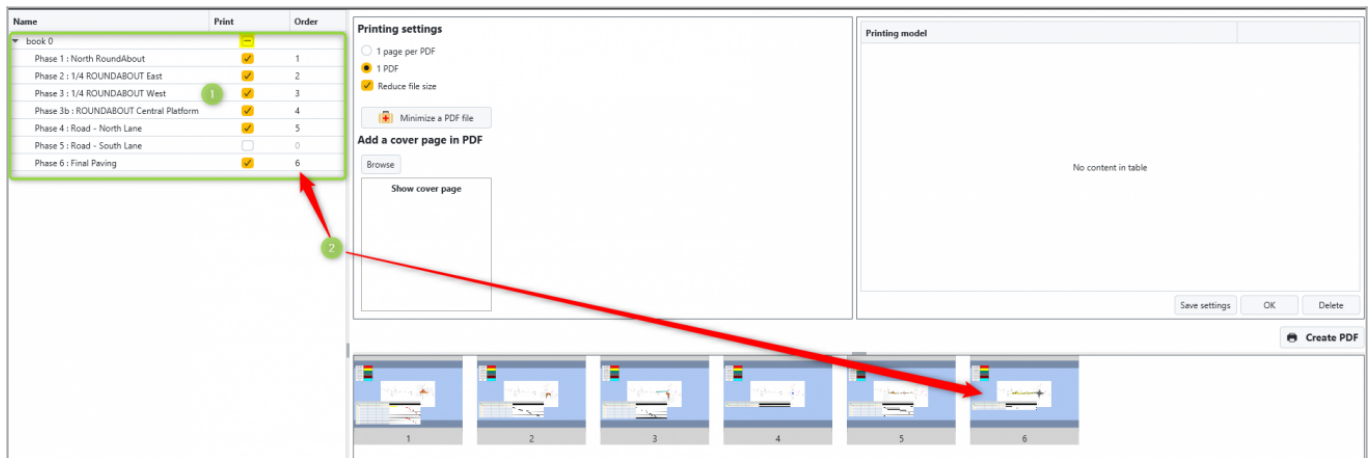 Name Print Order
book 0
Phase 1 : North RoundAbout 1
Phase 2 : 1/4 ROUNDABOUT East 2
Phase 3 : 1/4 ROUNDABOUT West 3
1
Phase 3b : ROUNDABOUT Central Platform 4
Phase 4 : Road - North Lane 5
Phase 5 : Road - South Lane 0
Phase 6 : Final Paving 6
2
Printing settings
1 page per PDF
1 PDF
Reduce file size
Minimize a PDF file
Add a cover page in PDF
Browse
Show cover page
Printing model
No content in table
Save settings OK Delete
Create PDF
1 2 3 4 5 6